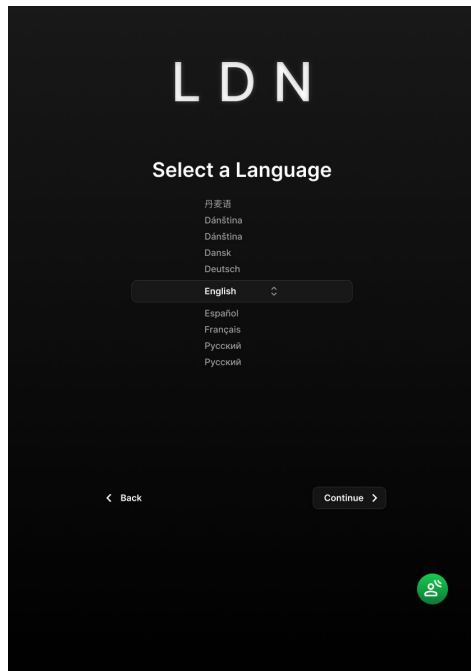 L D N
Select a Language
丹麦语
Dánština
Dánština
Dansk
Deutsch
English
Español
Français
Русский
Русский
Back
Continue